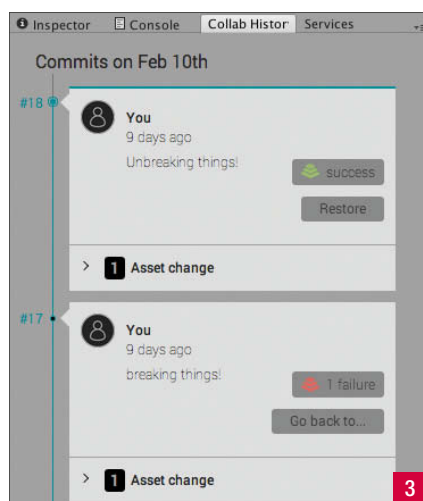 Inspector Console Collab Histor Services
Commits on Feb 10th
#18
You
9 days ago
Unbreaking things!
success
Restore
1 Asset change
#17
You
9 days ago
breaking things!
1 failure
Go back to...
1 Asset change
3